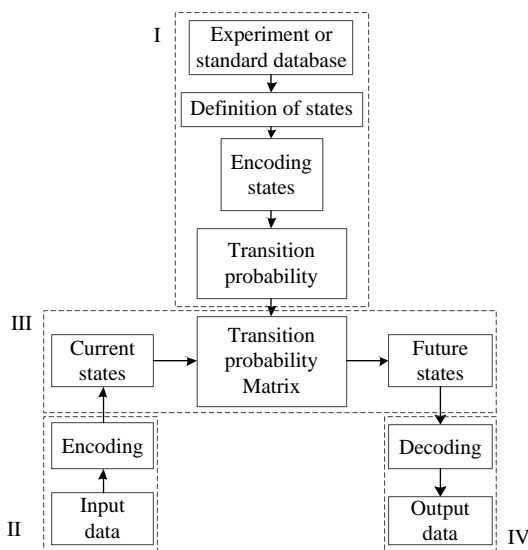 I
Experiment or
standard database
Definition of states
Encoding
states
Transition
probability
III
Current
states
Transition
probability
Matrix
Future
states
Encoding
Decoding
Input
data
Output
data
II
IV